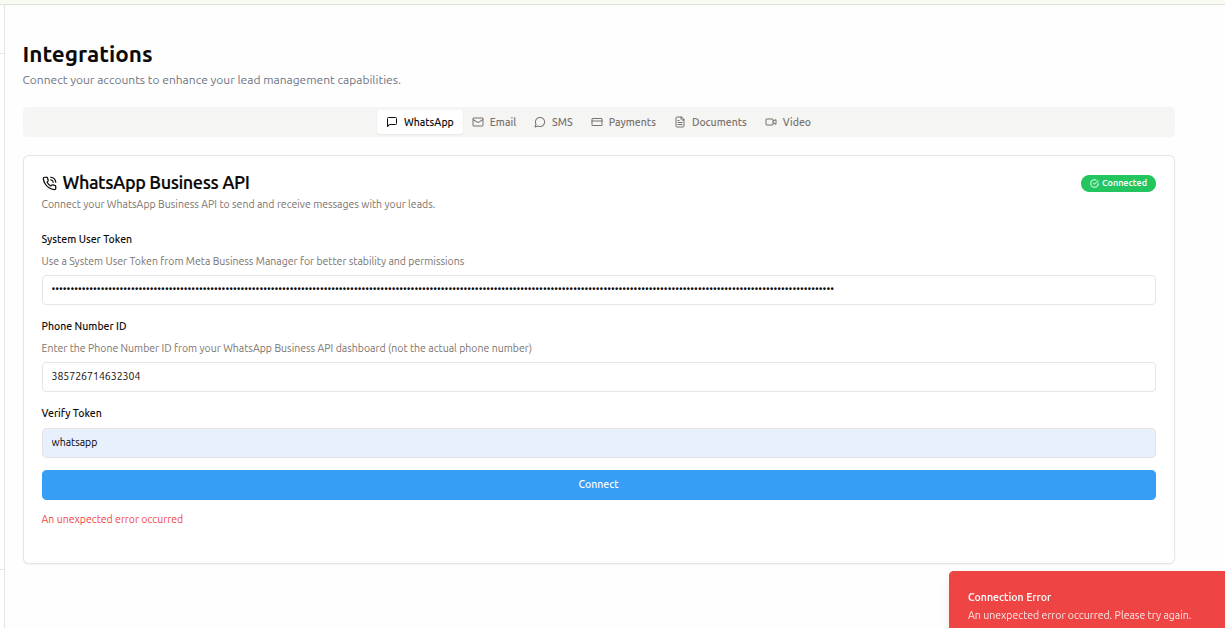 Integrations
Connect your accounts to enhance your lead management capabilities.
WhatsApp Email SMS Payments Documents Video
WhatsApp Business API
Connected
Connect your WhatsApp Business API to send and receive messages with your leads.
System User Token
Use a System User Token from Meta Business Manager for better stability and permissions
Phone Number ID
Enter the Phone Number ID from your WhatsApp Business API dashboard (not the actual phone number)
385726714632304
Verify Token
whatsapp
Connect
An unexpected error occurred
Connection Error
An unexpected error occurred. Please try again.